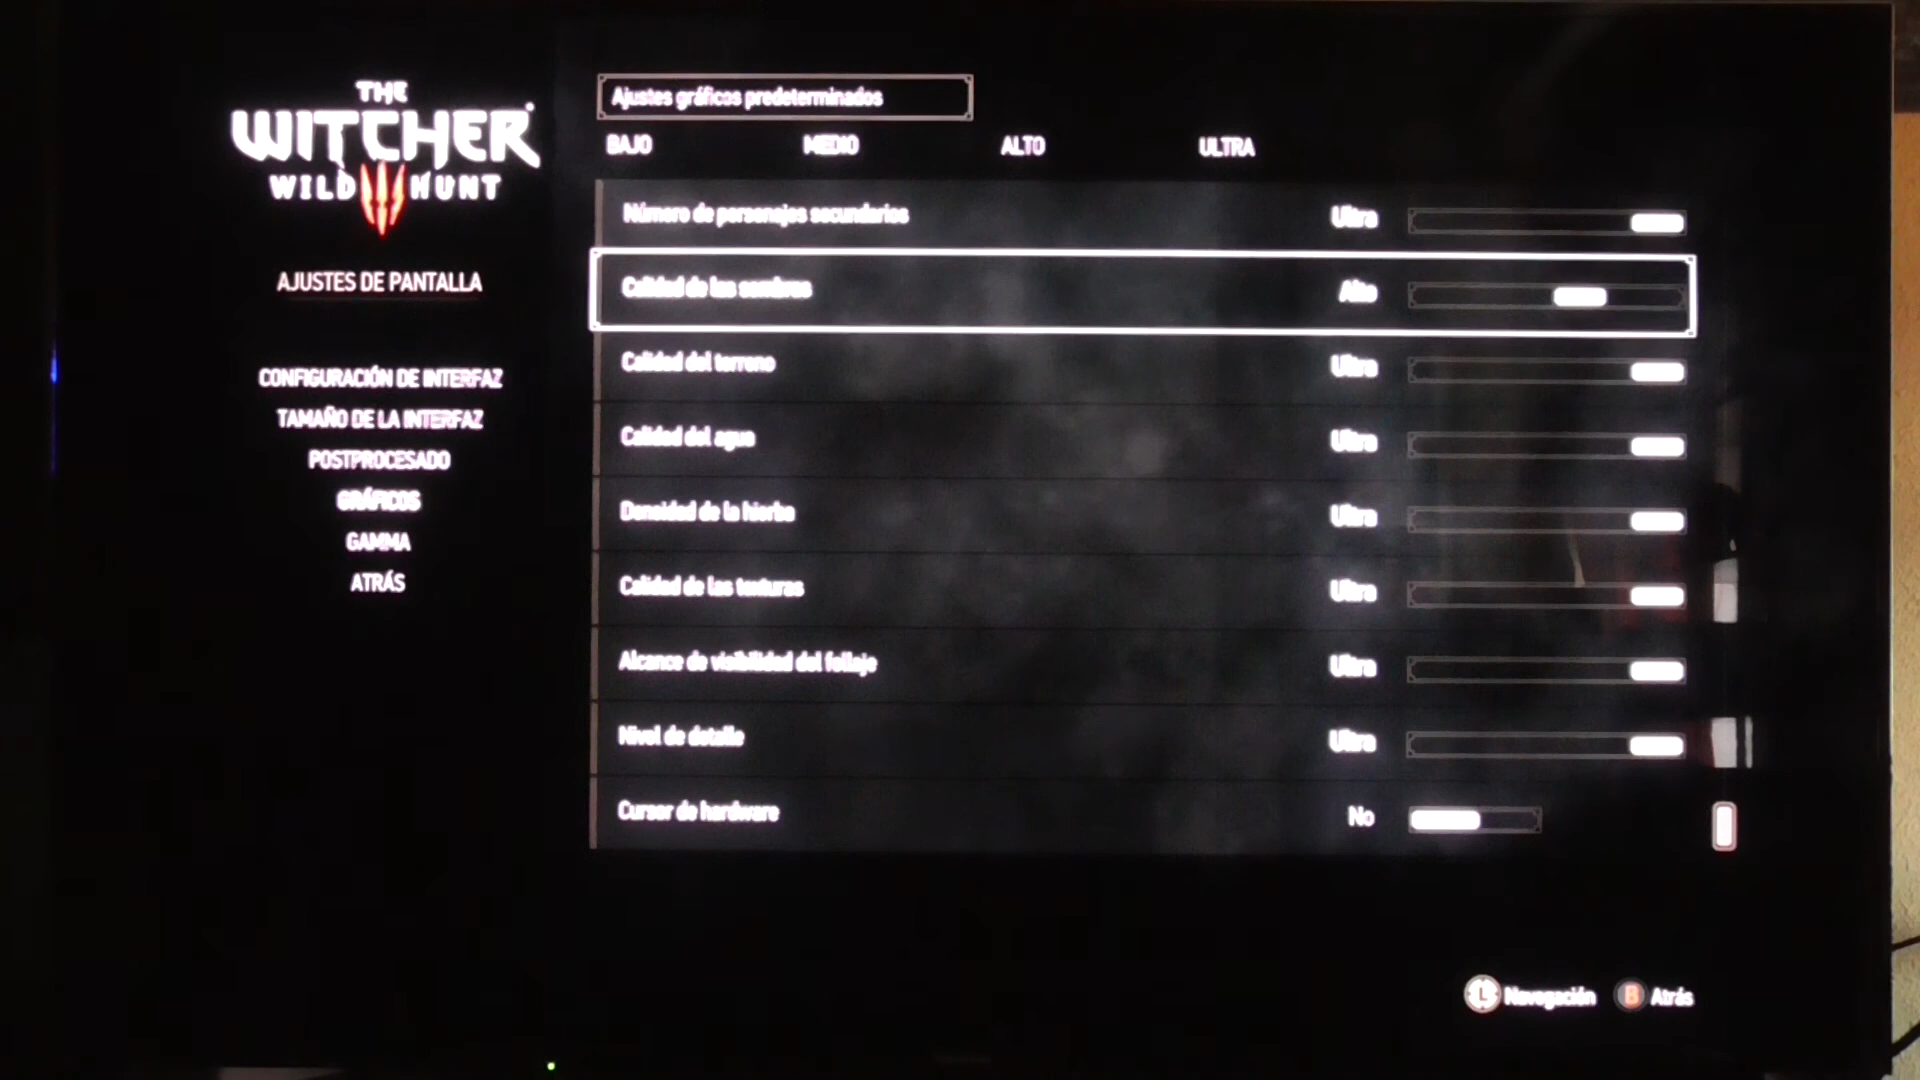 THE
WITCHER
WILD HUNT
AJUSTES DE PANTALLA
CONFIGURACIÓN DE INTERFAZ
TAMAÑO DE LA INTERFAZ
POSTPROCESADO
GRÁFICOS
GAMMA
ATRÁS
Ajustes gráficos predeterminados
BAJO MEDIO ALTO ULTRA
Número de personajes secundarios Ultra
Calidad de las sombras Alto
Calidad del terreno Ultra
Calidad del agua Ultra
Densidad de la hierba Ultra
Calidad de las texturas Ultra
Alcance de visibilidad del follaje Ultra
Nivel de detalle Ultra
Cursor de hardware No
L Navegación B Atrás